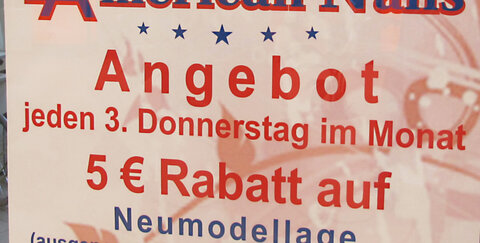 American Nails
Angebot
jeden 3. Donnerstag im Monat
5 € Rabatt auf
Neumodellage